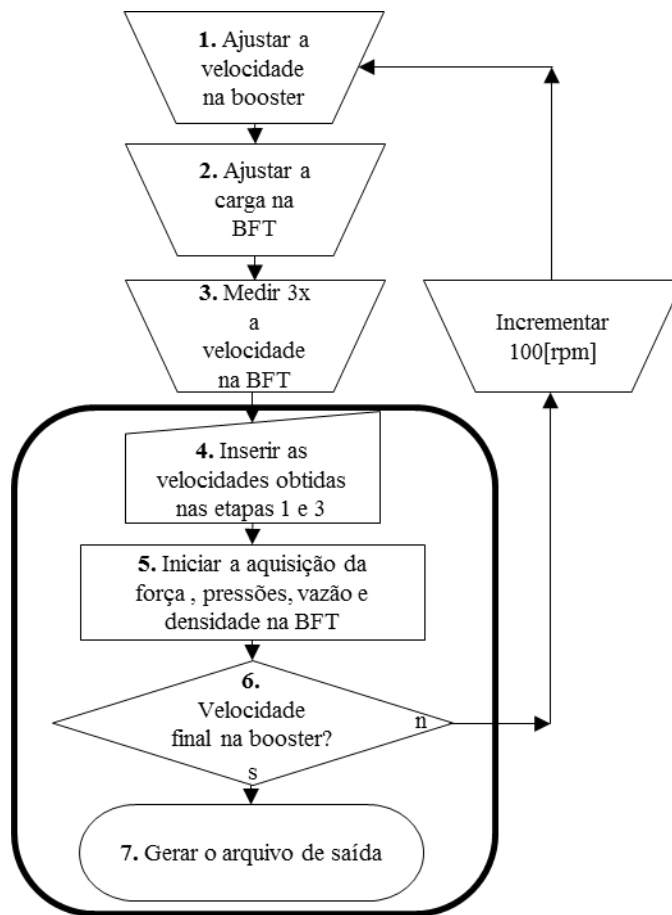 1. Ajustar a
velocidade
na booster
2. Ajustar a
carga na
BFT
3. Medir 3x
a
velocidade
na BFT
Incrementar
100[rpm]
4. Inserir as
velocidades obtidas
nas etapas 1 e 3
5. Iniciar a aquisição da
força , pressões, vazão e
densidade na BFT
6.
Velocidade
final na booster?
n
s
7. Gerar o arquivo de saída